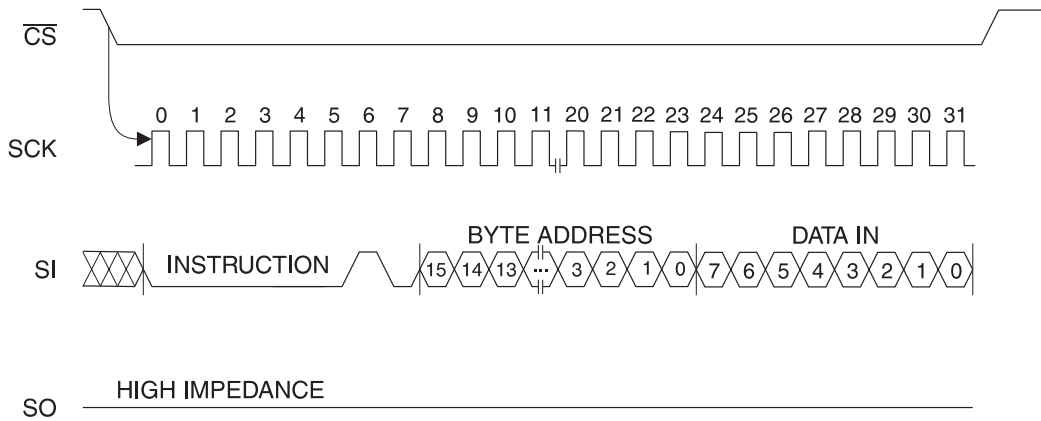 CS
0 1 2 3 4 5 6 7 8 9 10 11 20 21 22 23 24 25 26 27 28 29 30 31
SCK
BYTE ADDRESS DATA IN
SI INSTRUCTION 15 14 13 ... 3 2 1 0 7 6 5 4 3 2 1 0
HIGH IMPEDANCE
SO